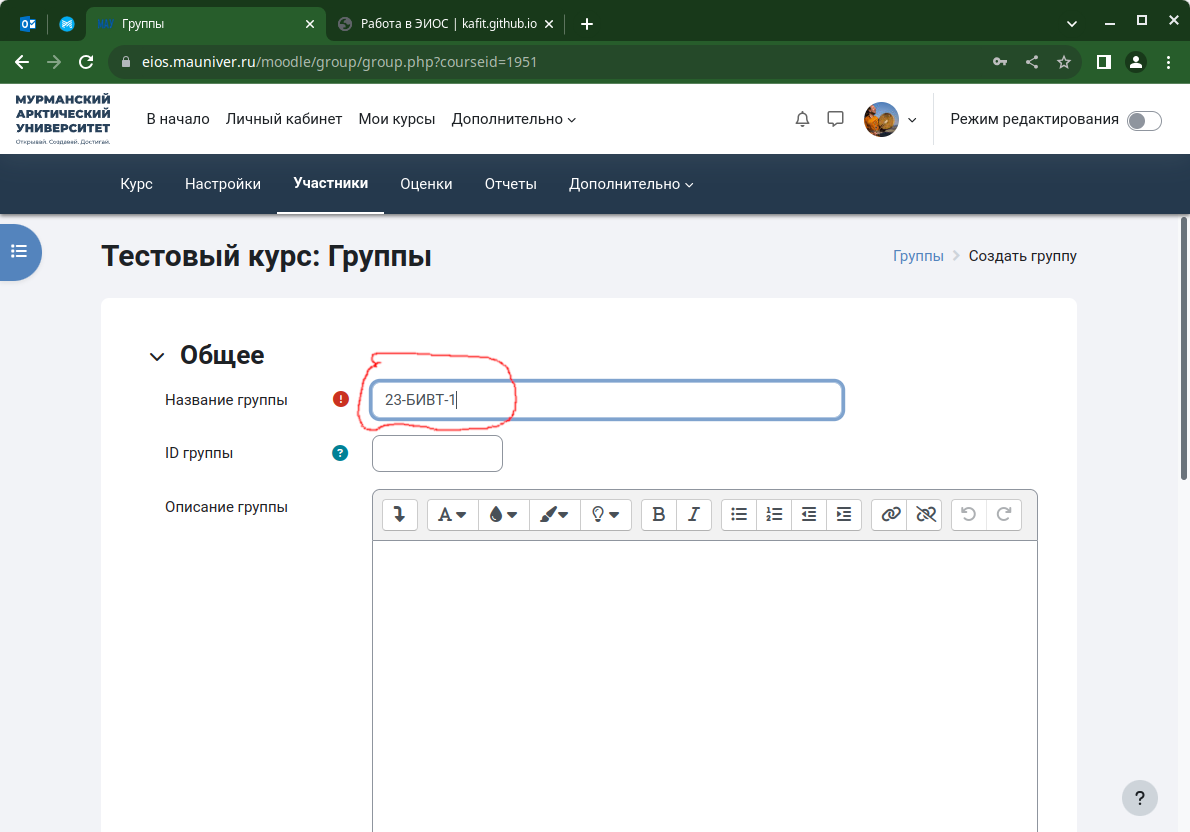 Группы
Работа в ЭИОС | kafit.github.io
eios.mauniver.ru/moodle/group/group.php?courseid=1951
МУРМАНСКИЙ
АРКТИЧЕСКИЙ
УНИВЕРСИТЕТ
Открывай. Создавай. Достигай.
В начало
Личный кабинет
Мои курсы
Дополнительно
Режим редактирования
Курс
Настройки
Участники
Оценки
Отчеты
Дополнительно
Тестовый курс: Группы
Группы
Создать группу
Общее
Название группы
23-БИВТ-1
ID группы
?
Описание группы
A
B
I
?